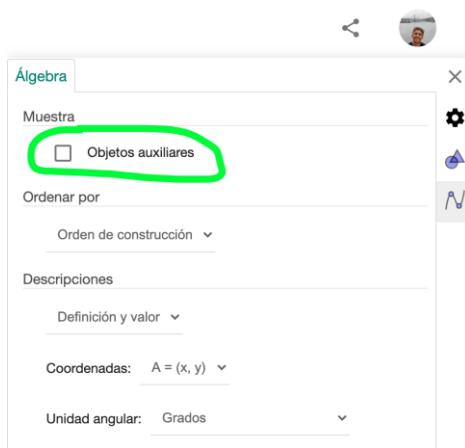 Álgebra
Muestra
Objetos auxiliares
Ordenar por
Orden de construcción
Descripciones
Definición y valor
Coordenadas: A = (x, y)
Unidad angular: Grados